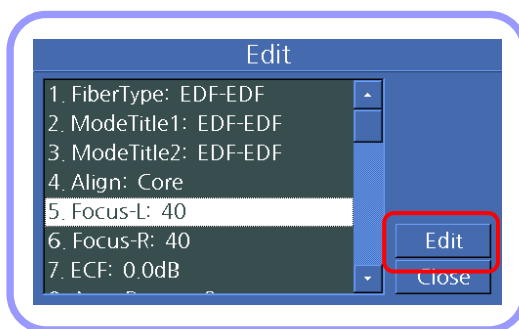 Edit
1. FiberType: EDF-EDF
2. ModeTitle1: EDF-EDF
3. ModeTitle2: EDF-EDF
4. Align: Core
5. Focus-L: 40
6. Focus-R: 40
7. ECF: 0.0dB
Edit
Close